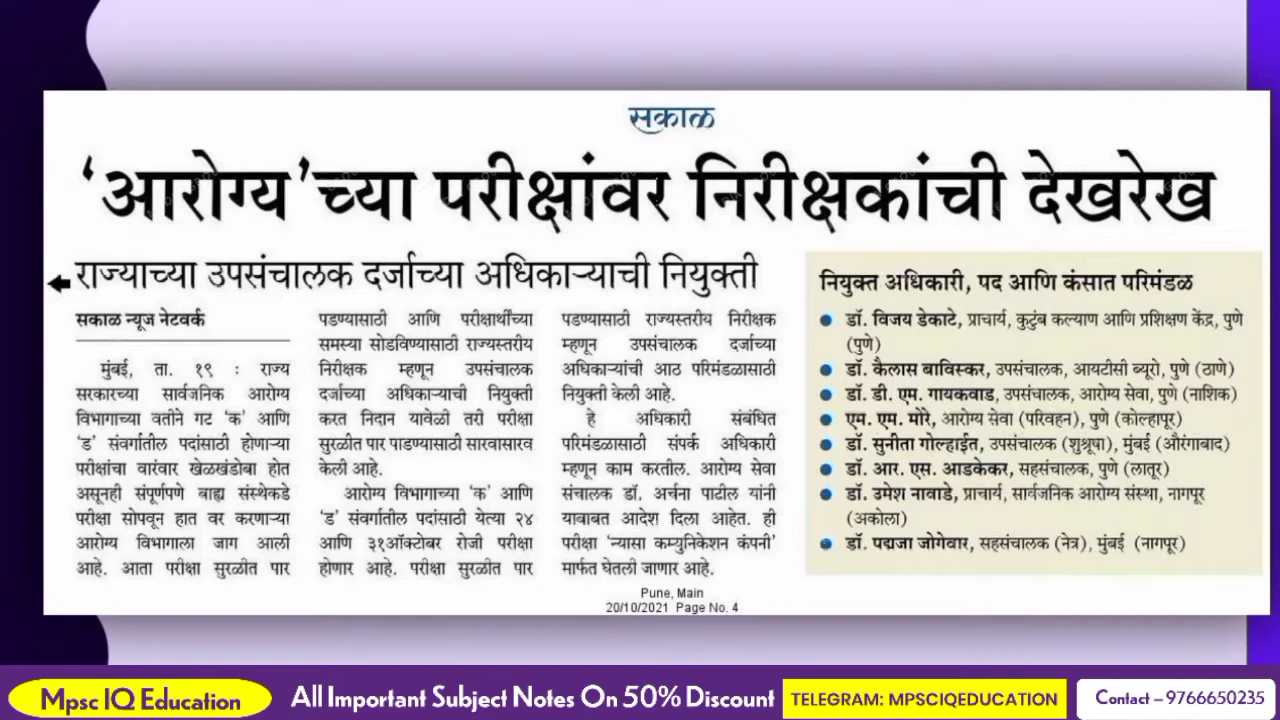 सकाळ
‘आरोग्य’च्या परीक्षांवर निरीक्षकांची देखरेख
राज्याच्या उपसंचालक दर्जाच्या अधिकाऱ्याची नियुक्ती
सकाळ न्यूज नेटवर्क
मुंबई, ता. १९ : राज्य
सरकारच्या सार्वजनिक आरोग्य
विभागाच्या वतीने गट ‘क’ आणि
‘ड’ संवर्गातील पदांसाठी होणाऱ्या
परीक्षांचा वारंवार खेळखंडोबा होत
असूनही संपूर्णपणे बाह्य संस्थेकडे
परीक्षा सोपवून हात वर करणाऱ्या
आरोग्य विभागाला जाग आली
आहे. आता परीक्षा सुरळीत पार
पडण्यासाठी आणि परीक्षार्थींच्या
समस्या सोडविण्यासाठी राज्यस्तरीय
निरीक्षक म्हणून उपसंचालक
दर्जाच्या अधिकाऱ्याची नियुक्ती
करत निदान यावेळी तरी परीक्षा
सुरळीत पार पाडण्यासाठी सारवासारव
केली आहे.
आरोग्य विभागाच्या ‘क’ आणि
‘ड’ संवर्गातील पदांसाठी येत्या २४
आणि ३१ऑक्टोबर रोजी परीक्षा
होणार आहे. परीक्षा सुरळीत पार
पडण्यासाठी राज्यस्तरीय निरीक्षक
म्हणून उपसंचालक दर्जाच्या
अधिकाऱ्यांची आठ परिमंडळासाठी
नियुक्ती केली आहे.
हे अधिकारी संबंधित
परिमंडळासाठी संपर्क अधिकारी
म्हणून काम करतील. आरोग्य सेवा
संचालक डॉ. अर्चना पाटील यांनी
याबाबत आदेश दिला आहेत. ही
परीक्षा ‘न्यासा कम्युनिकेशन कंपनी’
मार्फत घेतली जाणार आहे.
नियुक्त अधिकारी, पद आणि कंसात परिमंडळ
डॉ. विजय डेकाटे, प्राचार्य, कुटुंब कल्याण आणि प्रशिक्षण केंद्र, पुणे
(पुणे)
डॉ. कैलास बाविस्कर, उपसंचालक, आयटीसी ब्यूरो, पुणे (ठाणे)
डॉ. डी. एम. गायकवाड, उपसंचालक, आरोग्य सेवा, पुणे (नाशिक)
एम. एम. मोरे, आरोग्य सेवा (परिवहन), पुणे (कोल्हापूर)
डॉ. सुनीता गोल्हाईत, उपसंचालक (शुश्रूषा), मुंबई (औरंगाबाद)
डॉ. आर. एस. आडकेकर, सहसंचालक, पुणे (लातूर)
डॉ. उमेश नावाडे, प्राचार्य, सार्वजनिक आरोग्य संस्था, नागपूर
(अकोला)
डॉ. पद्मजा जोगेवार, सहसंचालक (नेत्र), मुंबई (नागपूर)
Pune, Main
20/10/2021 Page No. 4
Mpsc IQ Education
All Important Subject Notes On 50% Discount
TELEGRAM: MPSCIQEDUCATION
Contact – 9766650235